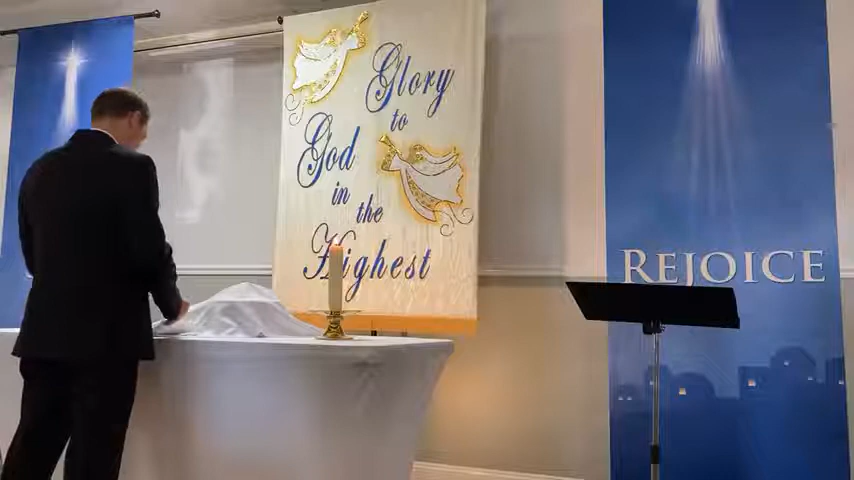 Glory
to
God
in
the
Highest
REJOICE